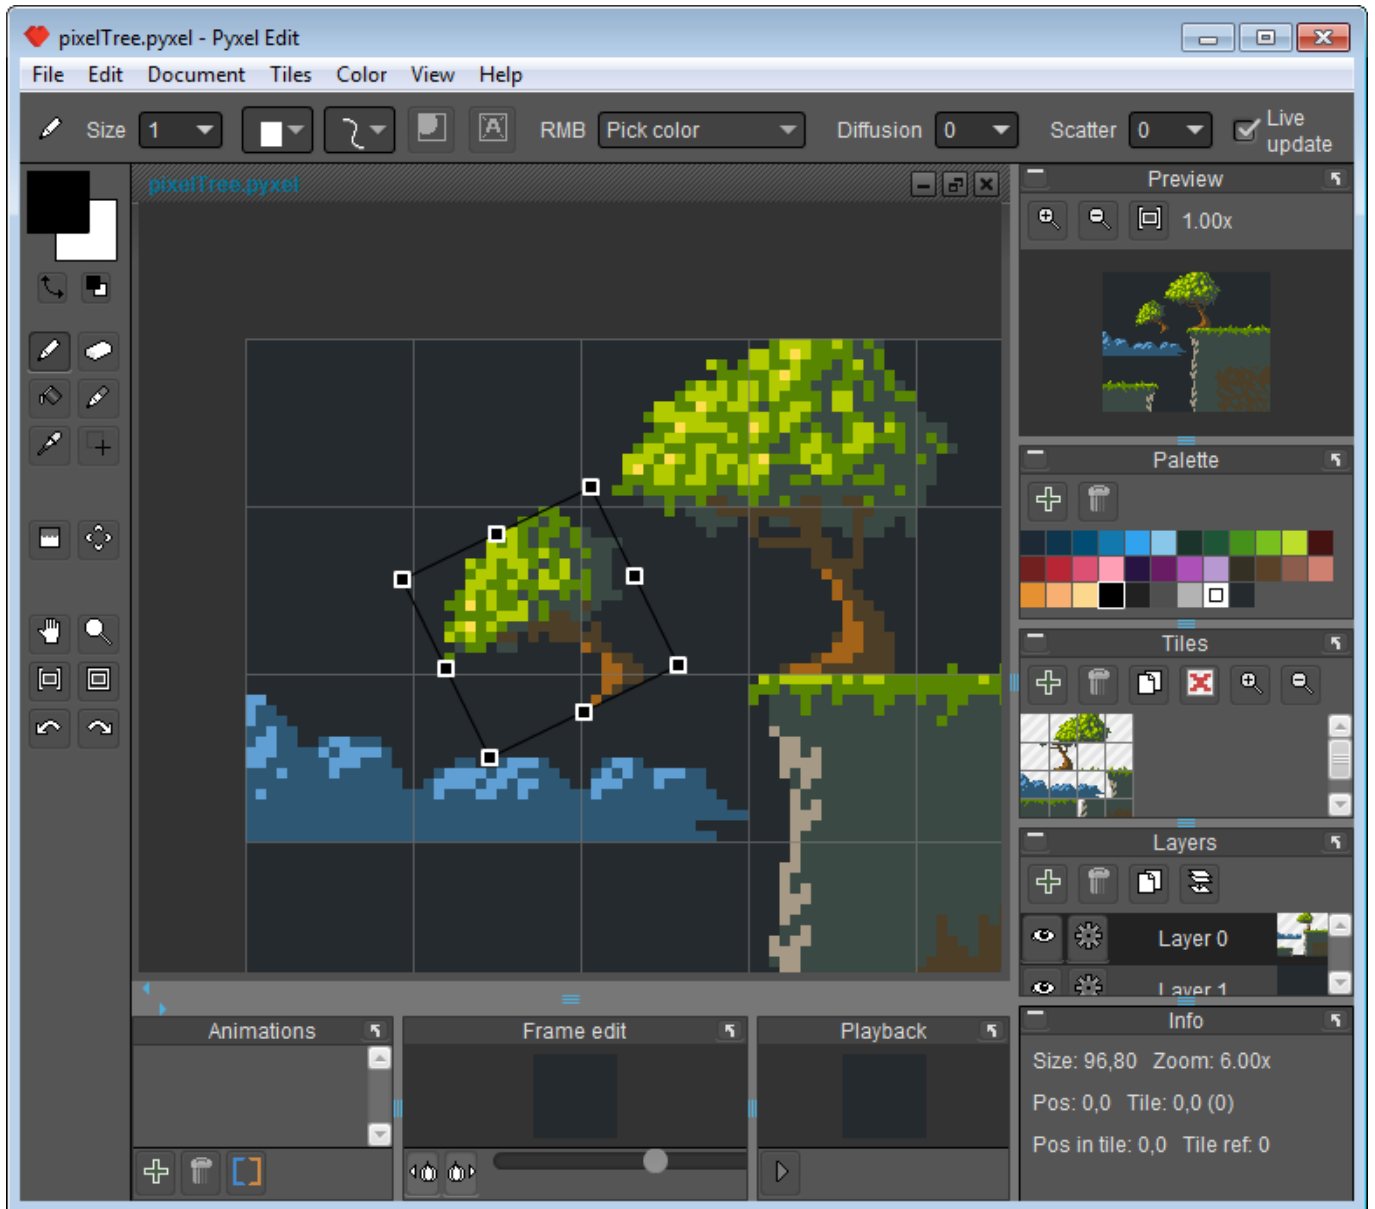 pixelTree.pyxel - Pyxel Edit
File Edit Document Tiles Color View Help
Size 1 RMB Pick color Diffusion 0 Scatter 0 Live update
pixelTree.pyxel
Preview
1.00x
Palette
Tiles
Layers
Layer 0
Layer 1
Animations
Frame edit
Playback
Info
Size: 96,80 Zoom: 6.00x
Pos: 0,0 Tile: 0,0 (0)
Pos in tile: 0,0 Tile ref: 0